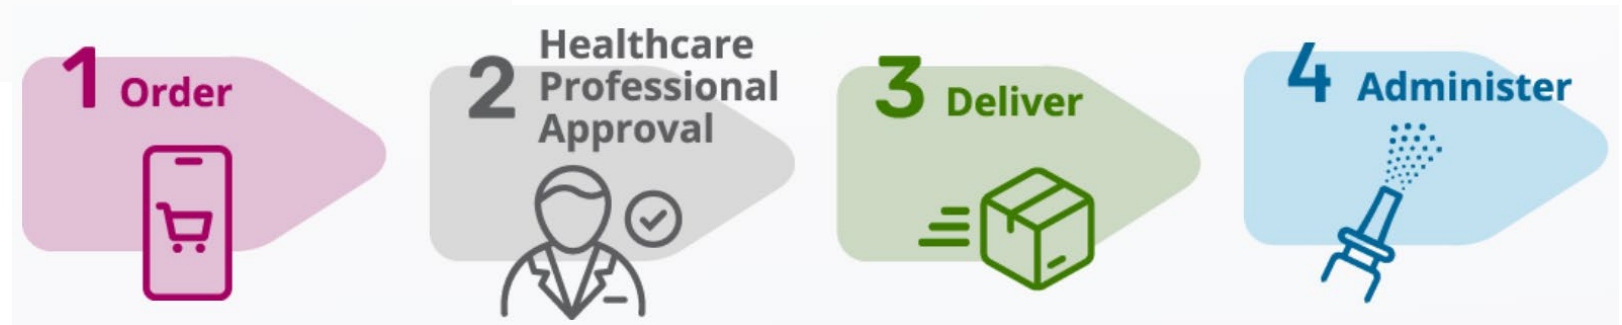 1 Order
2 Healthcare
Professional
Approval
3 Deliver
4 Administer